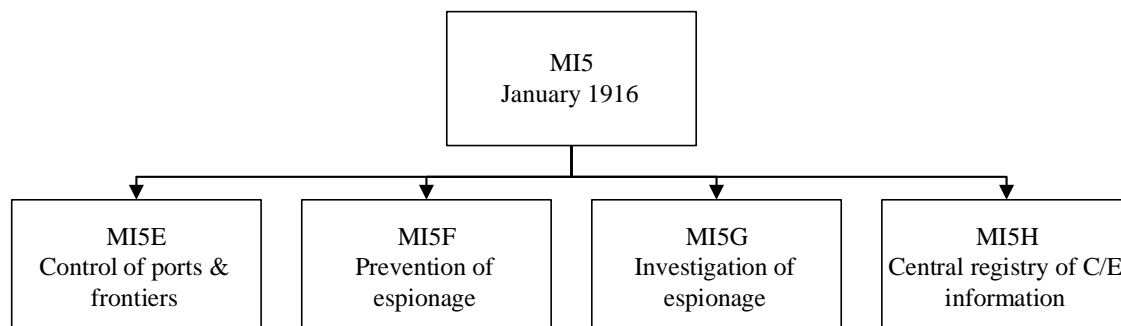 MI5
January 1916
MI5E
Control of ports &
frontiers
MI5F
Prevention of
espionage
MI5G
Investigation of
espionage
MI5H
Central registry of C/E
information